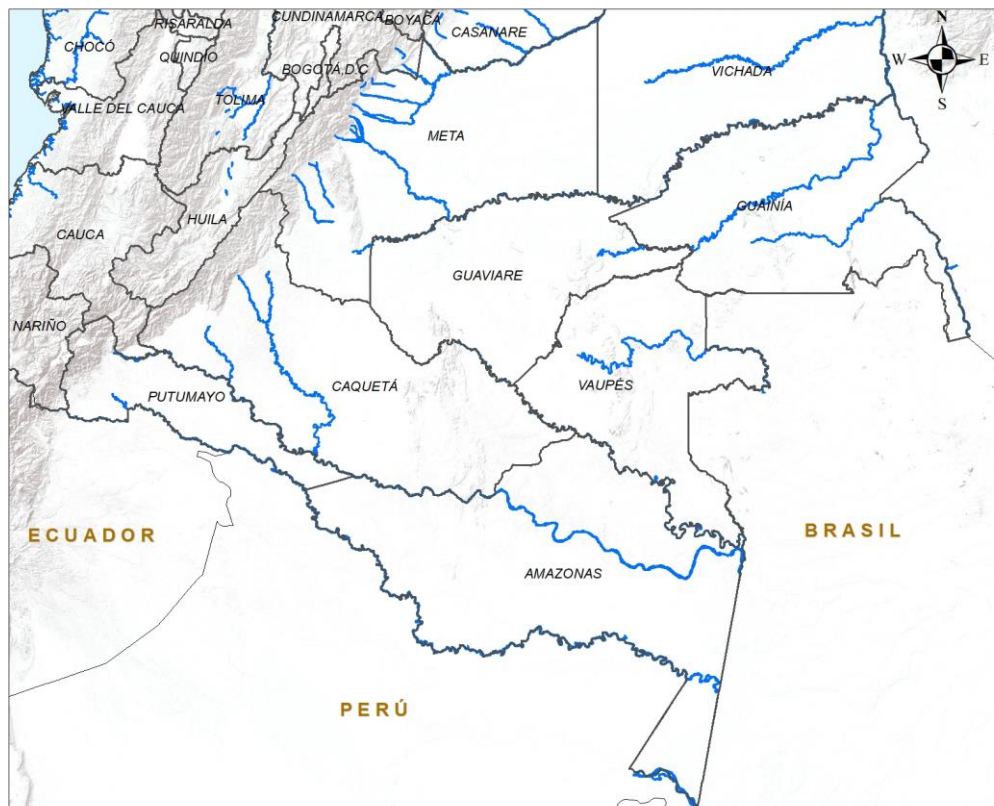 CUNDINAMARCA
BOYACÁ
RISARALDA
CASANARE
N
CHOCÓ
QUINDIO
W
E
BOGOTÁ,D.C
VICHADA
S
TOLIMA
VALLE DEL CAUCA
META
GUAINÍA
HUILA
CAUCA
GUAVIARE
NARIÑO
CAQUETÁ
VAUPÉS
PUTUMAYO
ECUADOR
BRASIL
AMAZONAS
PERÚ